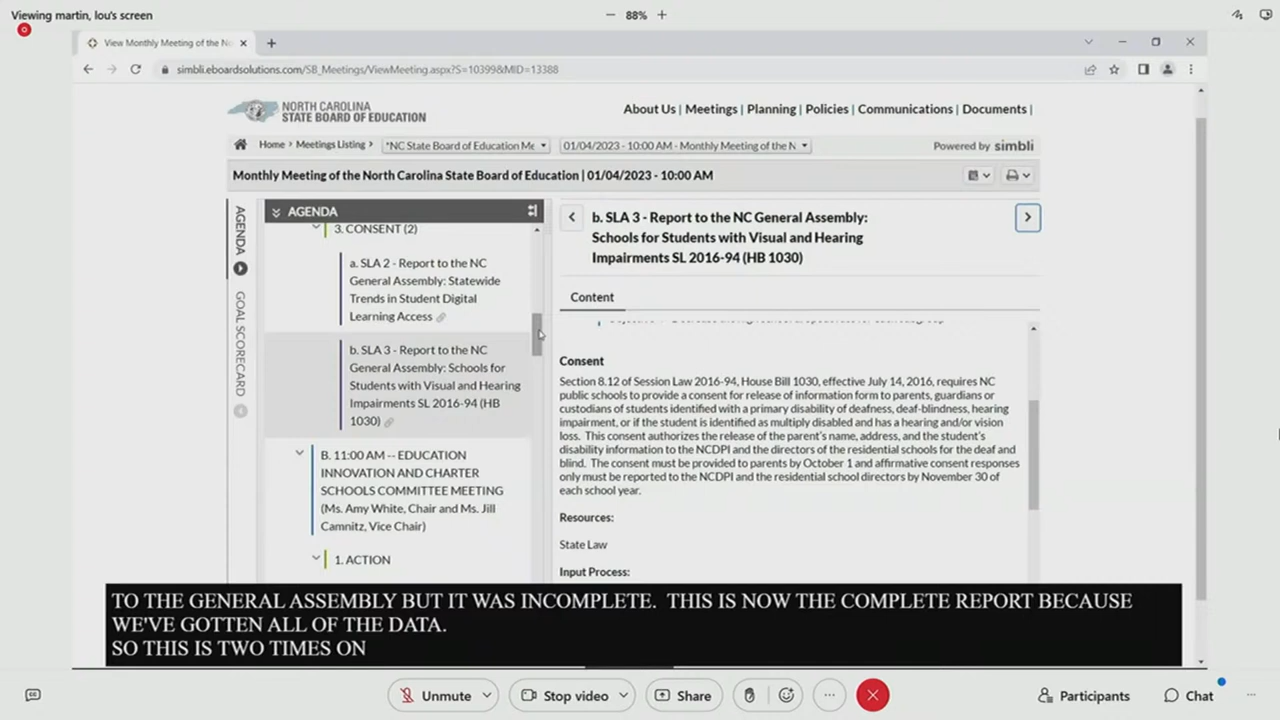 Viewing martin, lou's screen
88%
View Monthly Meeting of the No
simbli.eboardsolutions.com/SB_Meetings/ViewMeeting.aspx?S=10399&MID=13388
NORTH CAROLINA
STATE BOARD OF EDUCATION
About Us | Meetings | Planning | Policies | Communications | Documents |
Home > Meetings Listing >
*NC State Board of Education Me
01/04/2023 - 10:00 AM - Monthly Meeting of the N
Powered by simbli
Monthly Meeting of the North Carolina State Board of Education | 01/04/2023 - 10:00 AM
AGENDA
GOAL SCORECARD
AGENDA
3. CONSENT (2)
a. SLA 2 - Report to the NC
General Assembly: Statewide
Trends in Student Digital
Learning Access
b. SLA 3 - Report to the NC
General Assembly: Schools for
Students with Visual and Hearing
Impairments SL 2016-94 (HB
1030)
B. 11:00 AM -- EDUCATION
INNOVATION AND CHARTER
SCHOOLS COMMITTEE MEETING
(Ms. Amy White, Chair and Ms. Jill
Camnitz, Vice Chair)
1. ACTION
b. SLA 3 - Report to the NC General Assembly:
Schools for Students with Visual and Hearing
Impairments SL 2016-94 (HB 1030)
Content
Consent
Section 8.12 of Session Law 2016-94, House Bill 1030, effective July 14, 2016, requires NC
public schools to provide a consent for release of information form to parents, guardians or
custodians of students identified with a primary disability of deafness, deaf-blindness, hearing
impairment, or if the student is identified as multiply disabled and has a hearing and/or vision
loss. This consent authorizes the release of the parent's name, address, and the student's
disability information to the NCDPI and the directors of the residential schools for the deaf and
blind. The consent must be provided to parents by October 1 and affirmative consent responses
only must be reported to the NCDPI and the residential school directors by November 30 of
each school year.
Resources:
State Law
Input Process:
TO THE GENERAL ASSEMBLY BUT IT WAS INCOMPLETE. THIS IS NOW THE COMPLETE REPORT BECAUSE
WE'VE GOTTEN ALL OF THE DATA.
SO THIS IS TWO TIMES ON
Unmute
Stop video
Share
Participants
Chat